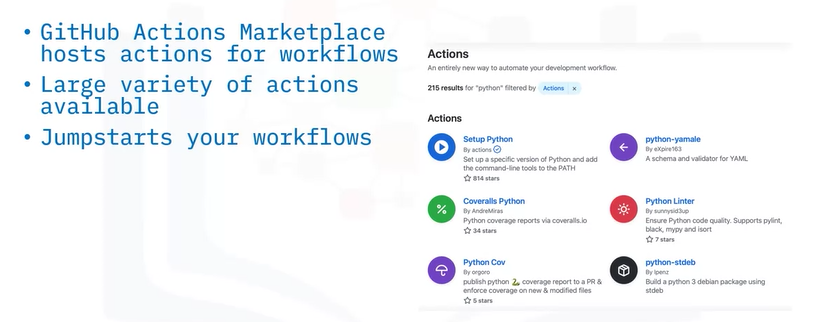 • GitHub Actions Marketplace
hosts actions for workflows
• Large variety of actions
available
• Jumpstarts your workflows
Actions
An entirely new way to automate your development workflow.
215 results for "python" filtered by Actions ×
Actions
Setup Python
By actions
Set up a specific version of Python and add
the command-line tools to the PATH
814 stars
python-yamale
By eXpire163
A schema and validator for YAML
Coveralls Python
By AndreMiras
Python coverage reports via coveralls.io
34 stars
Python Linter
By sunnysid3up
Ensure Python code quality. Supports pylint,
black, mypy and isort
7 stars
Python Cov
By orgoro
publish python 🐍 coverage report to a PR &
enforce coverage on new & modified files
5 stars
python-stdeb
By lpenz
Build a python 3 debian package using
stdeb